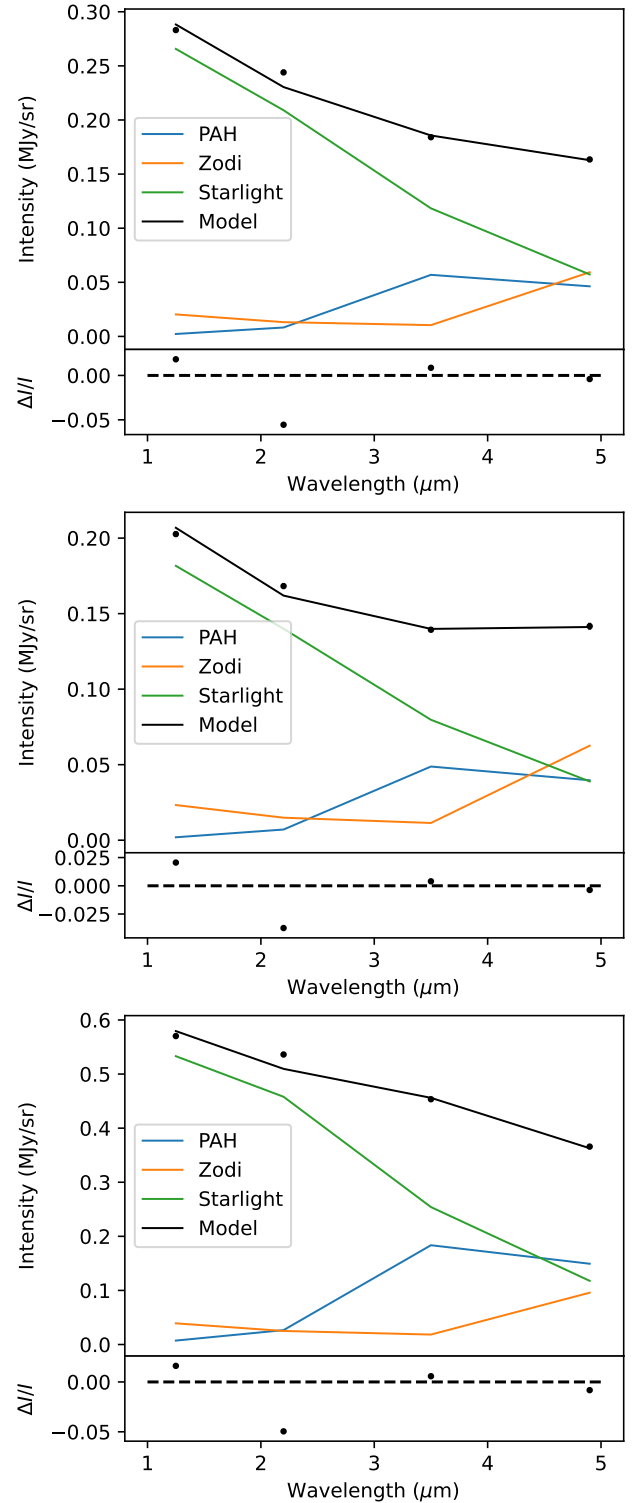 0.30
0.25
0.20
0.15
0.10
0.05
0.00
Intensity (MJy/sr)
PAH
Zodi
Starlight
Model
0.00
−0.05
ΔI/I
1 2 3 4 5
Wavelength (μm)
0.20
0.15
0.10
0.05
0.00
Intensity (MJy/sr)
PAH
Zodi
Starlight
Model
0.025
0.000
−0.025
ΔI/I
1 2 3 4 5
Wavelength (μm)
0.6
0.5
0.4
0.3
0.2
0.1
0.0
Intensity (MJy/sr)
PAH
Zodi
Starlight
Model
0.00
−0.05
ΔI/I
1 2 3 4 5
Wavelength (μm)